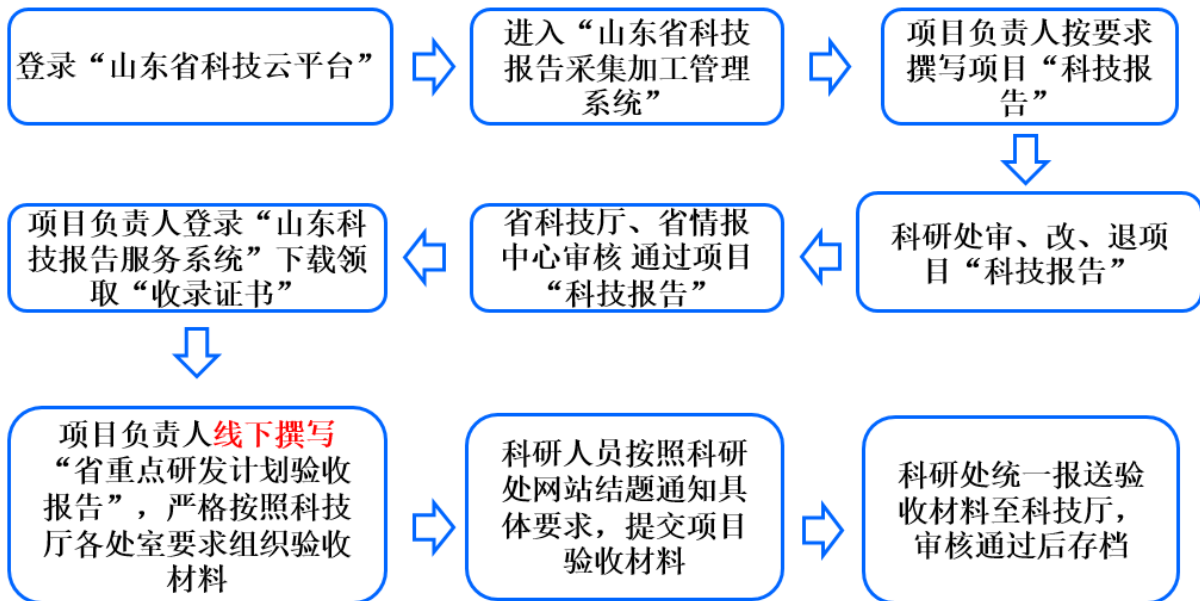 登录“山东省科技云平台”
进入“山东省科技
报告采集加工管理
系统”
项目负责人按要求
撰写项目“科技报
告”
科研处审、改、退项
目“科技报告”
省科技厅、省情报
中心审核 通过项目
“科技报告”
项目负责人登录“山东科
技报告服务系统”下载领
取“收录证书”
项目负责人线下撰写
“省重点研发计划验收
报告”，严格按照科技
厅各处室要求组织验收
材料
科研人员按照科研
处网站结题通知具
体要求，提交项目
验收材料
科研处统一报送验
收材料至科技厅，
审核通过后存档